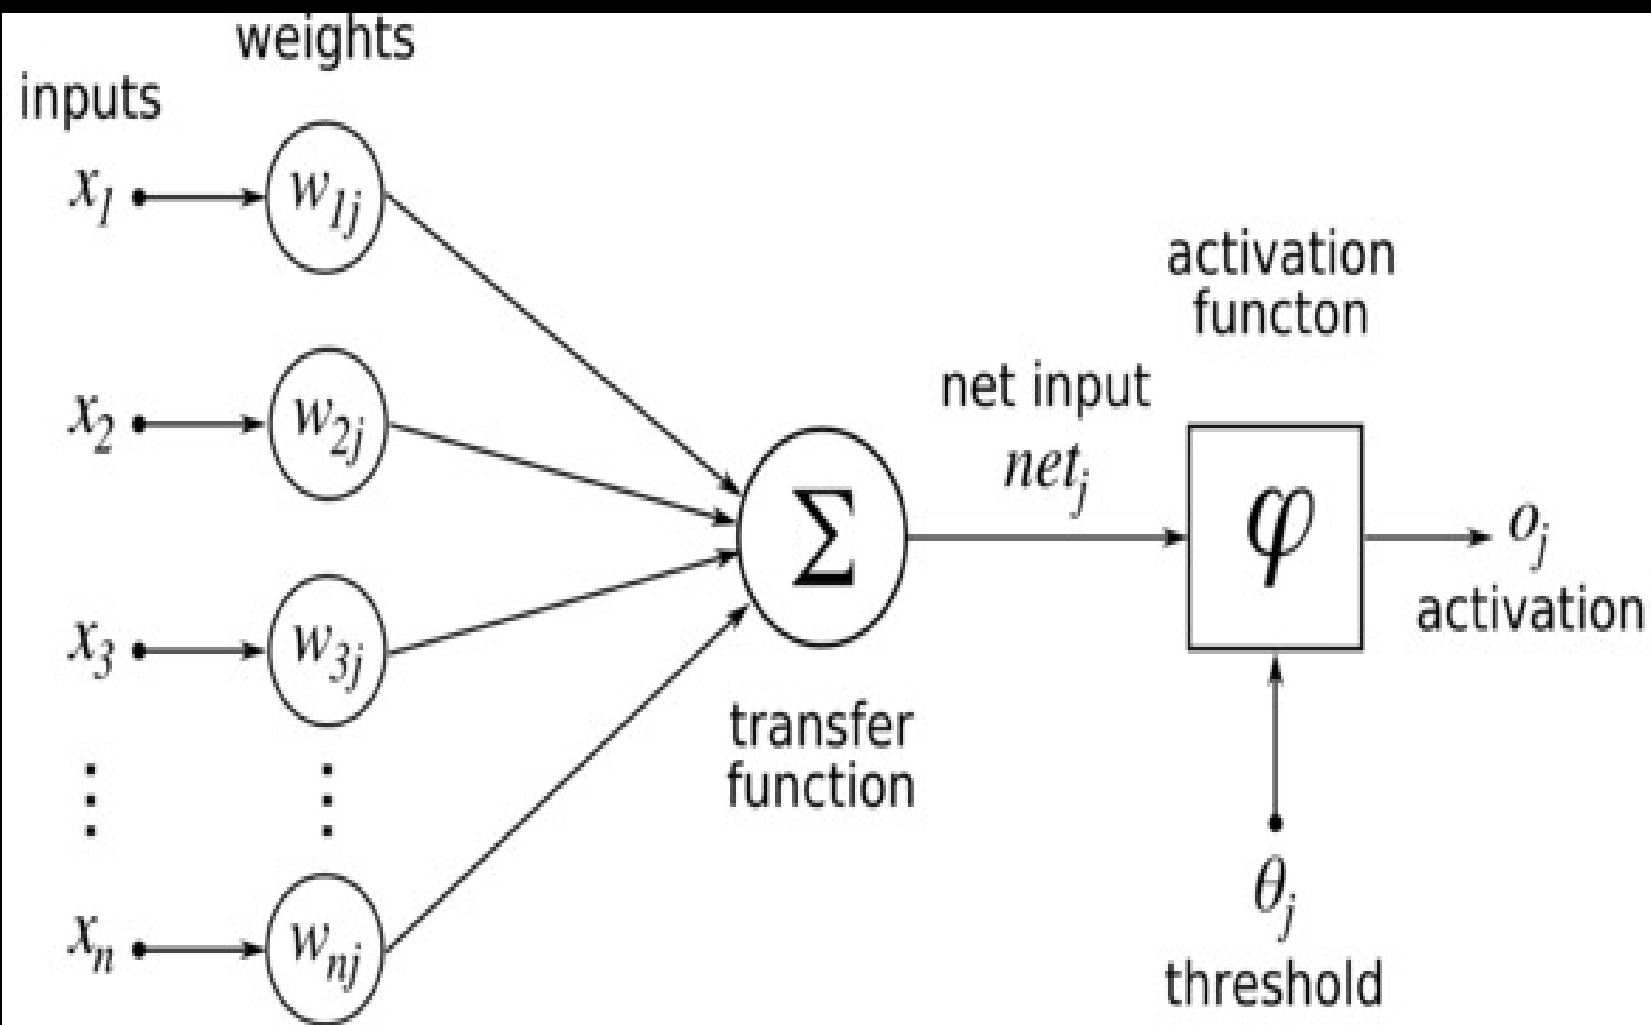 weights
inputs
x1
w1j
x2
w2j
x3
w3j
xn
wnj
Σ
transfer
function
net input
netj
activation
functon
φ
oj
activation
θj
threshold